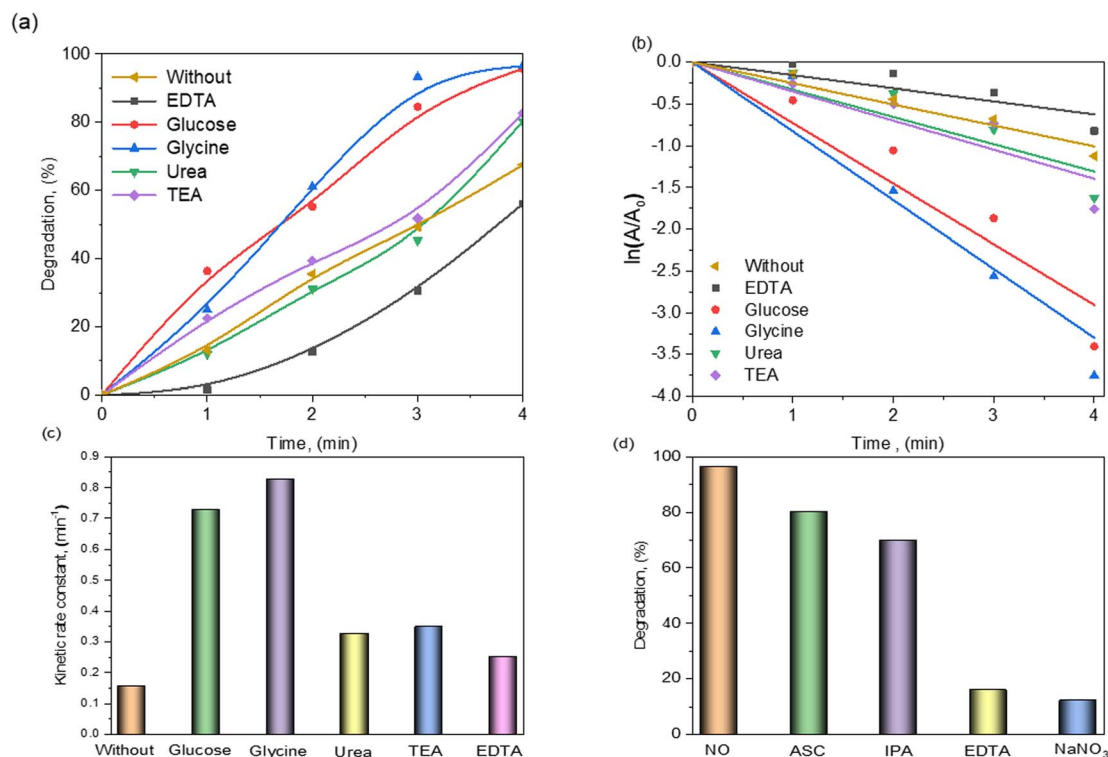 (a)
100
80
60
40
20
0
Degradation, (%)
Without
EDTA
Glucose
Glycine
Urea
TEA
0 1 2 3 4
Time, (min)
(b)
0.0
-0.5
-1.0
-1.5
-2.0
-2.5
-3.0
-3.5
-4.0
ln(A/A₀)
Without
EDTA
Glucose
Glycine
Urea
TEA
0 1 2 3 4
Time , (min)
(c)
0.9
0.8
0.7
0.6
0.5
0.4
0.3
0.2
0.1
0.0
Kinetic rate constant, (min⁻¹)
Without Glucose Glycine Urea TEA EDTA
(d)
100
80
60
40
20
0
Degradation, (%)
NO ASC IPA EDTA NaNO₃